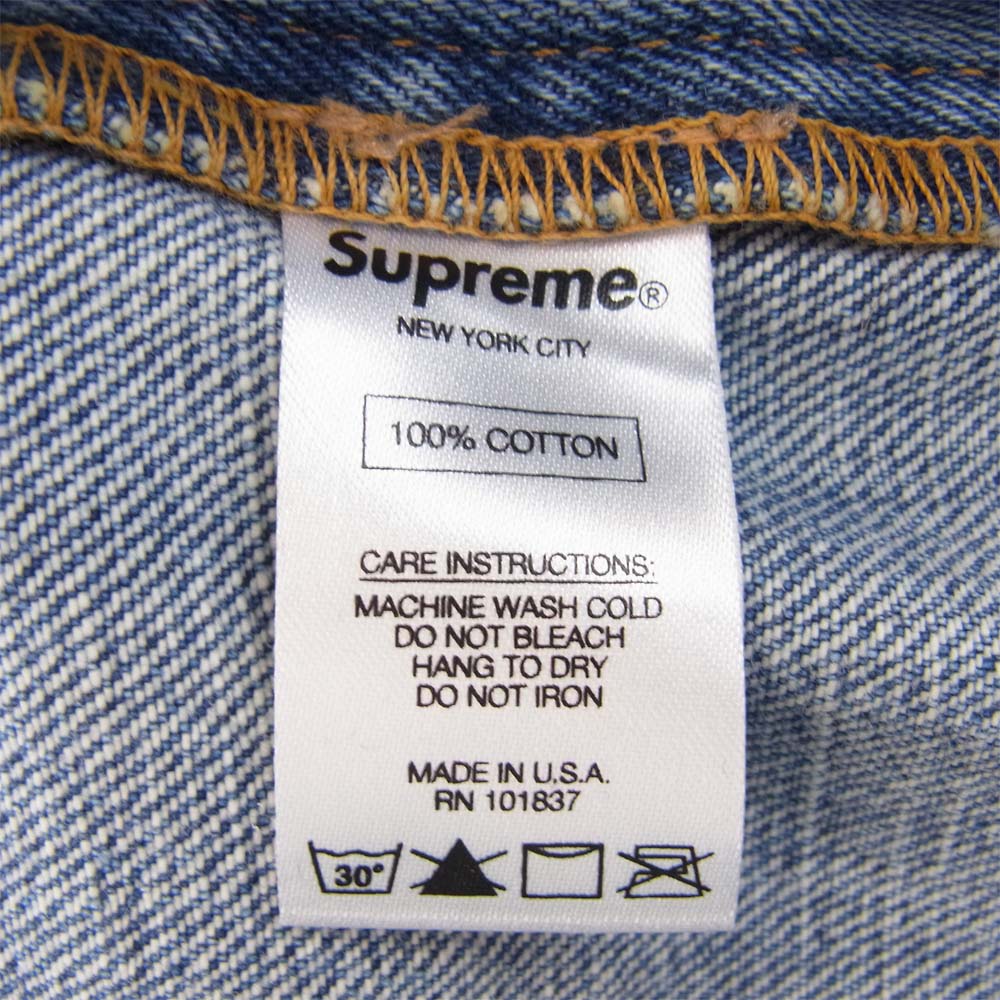 Supreme®
NEW YORK CITY
100% COTTON
CARE INSTRUCTIONS:
MACHINE WASH COLD
DO NOT BLEACH
HANG TO DRY
DO NOT IRON
MADE IN U.S.A.
RN 101837
30°